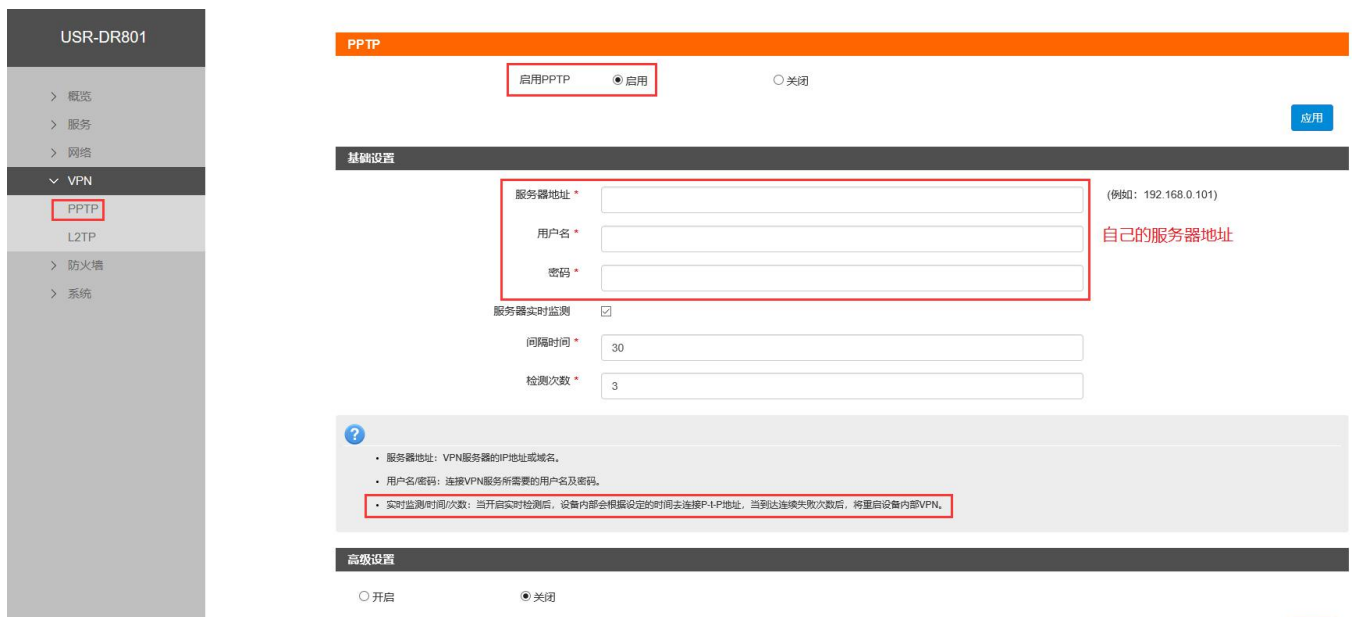 USR-DR801
概览
服务
网络
VPN
PPTP
L2TP
防火墙
系统
PPTP
启用PPTP 启用 关闭
应用
基础设置
服务器地址 * (例如：192.168.0.101)
用户名 * 自己的服务器地址
密码 *
服务器实时监测
间隔时间 * 30
检测次数 * 3
服务器地址：VPN服务器的IP地址或域名。
用户名/密码：连接VPN服务所需要的用户名及密码。
实时监测/时间/次数：当开启实时检测后，设备内部会根据设定的时间去连接P-t-P地址，当到达连续失败次数后，将重启设备内部VPN。
高级设置
开启 关闭